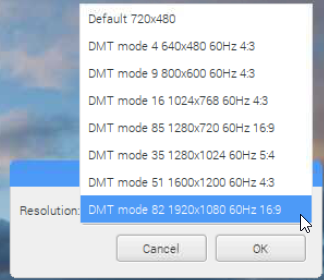 Default 720x480
DMT mode 4 640x480 60Hz 4:3
DMT mode 9 800x600 60Hz 4:3
DMT mode 16 1024x768 60Hz 4:3
DMT mode 85 1280x720 60Hz 16:9
DMT mode 35 1280x1024 60Hz 5:4
DMT mode 51 1600x1200 60Hz 4:3
Resolution: DMT mode 82 1920x1080 60Hz 16:9
Cancel OK